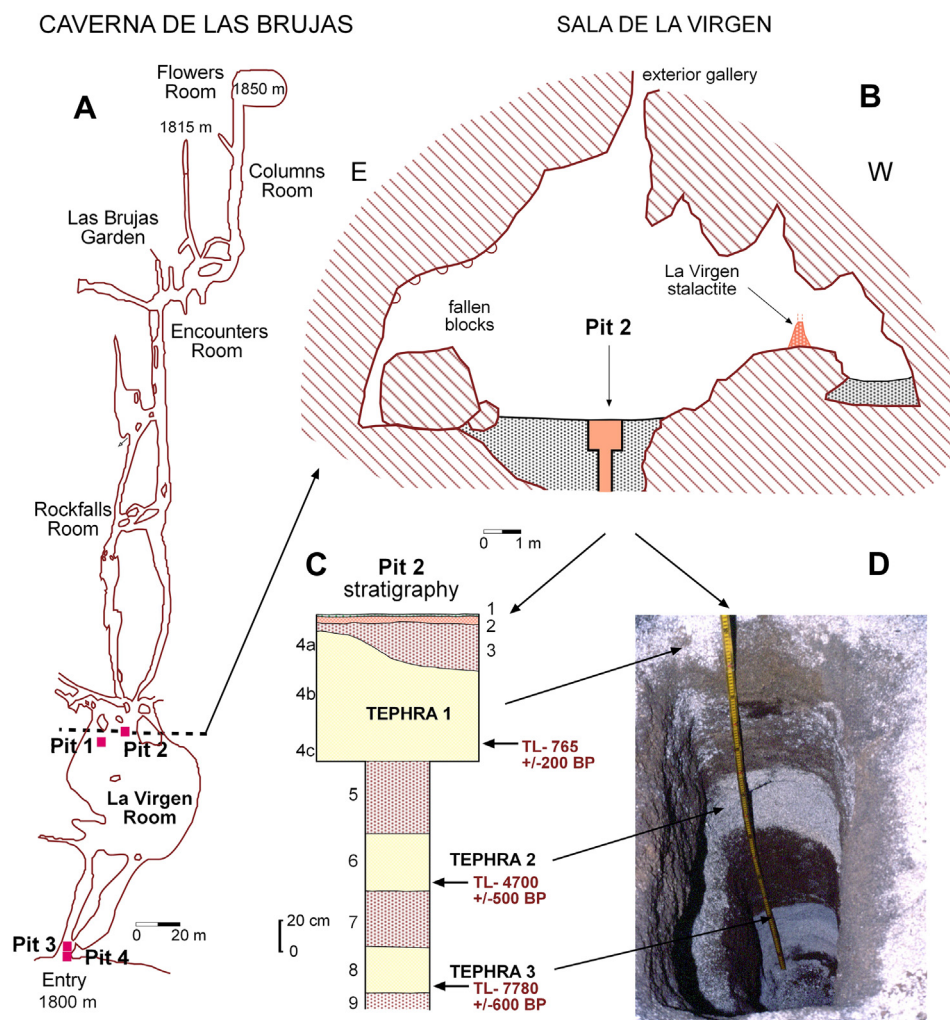 CAVERNA DE LAS BRUJAS
SALA DE LA VIRGEN
A
Flowers
Room
1850 m
1815 m
Columns
Room
Las Brujas
Garden
Encounters
Room
Rockfalls
Room
Pit 1
Pit 2
La Virgen
Room
0 20 m
Pit 3
Pit 4
Entry
1800 m
exterior gallery
B
E
W
La Virgen
stalactite
fallen
blocks
Pit 2
0 1 m
C
Pit 2
stratigraphy
1
2
3
4a
4b
4c
TEPHRA 1
TL- 765
+/-200 BP
5
6
TEPHRA 2
TL- 4700
+/-500 BP
7
20 cm
0
8
TEPHRA 3
TL- 7780
+/-600 BP
9
D